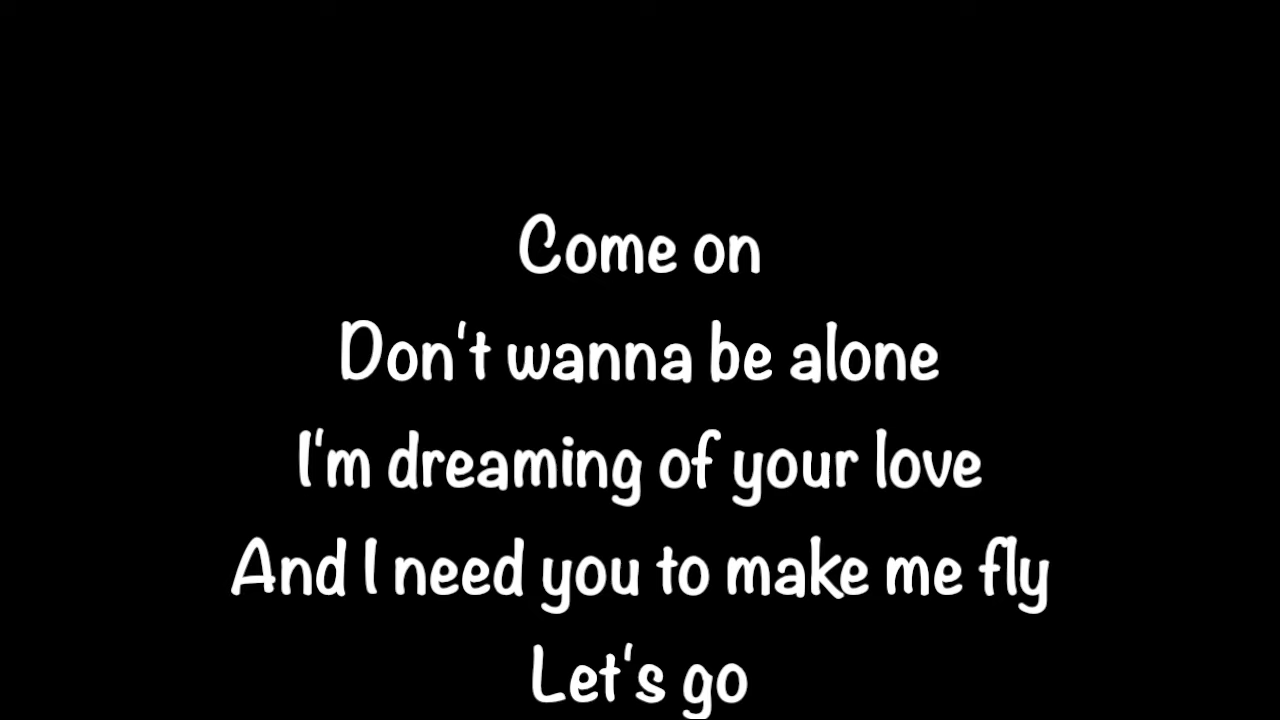 Come on
Don't wanna be alone
I'm dreaming of your love
And I need you to make me fly
Let's go